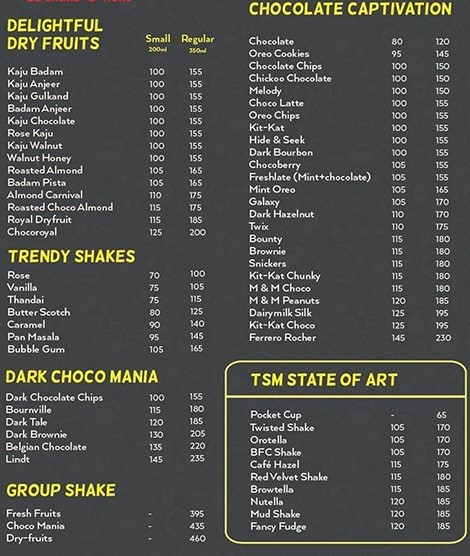 DELIGHTFUL
DRY FRUITS
Small Regular
200ml 350ml
Kaju Badam 100 155
Kaju Anjeer 100 155
Kaju Gulkand 100 155
Badam Anjeer 100 155
Kaju Chocolate 100 155
Rose Kaju 100 155
Kaju Walnut 100 155
Walnut Honey 100 155
Roasted Almond 105 165
Badam Pista 105 165
Almond Carnival 110 175
Roasted Choco Almond 115 175
Royal Dryfruit 115 185
Chocoroyal 125 200
TRENDY SHAKES
Rose 70 100
Vanilla 75 105
Thandai 75 115
Butter Scotch 80 125
Caramel 90 140
Pan Masala 95 145
Bubble Gum 105 165
DARK CHOCO MANIA
Dark Chocolate Chips 100 155
Bournville 115 180
Dark Tale 120 185
Dark Brownie 130 205
Belgian Chocolate 135 220
Lindt 145 235
GROUP SHAKE
Fresh Fruits - 395
Choco Mania - 435
Dry-fruits - 460
CHOCOLATE CAPTIVATION
Chocolate 80 120
Oreo Cookies 95 145
Chocolate Chips 100 150
Chickoo Chocolate 100 150
Melody 100 150
Choco Latte 100 155
Oreo Chips 100 155
Kit-Kat 100 155
Hide & Seek 100 155
Dark Bourbon 100 155
Chocoberry 105 155
Freshlate (Mint+chocolate) 105 155
Mint Oreo 105 165
Galaxy 105 170
Dark Hazelnut 110 170
Twix 110 175
Bounty 115 180
Brownie 115 180
Snickers 115 180
Kit-Kat Chunky 115 180
M & M Choco 115 180
M & M Peanuts 120 185
Dairymilk Silk 125 195
Kit-Kat Choco 125 195
Ferrero Rocher 145 230
TSM STATE OF ART
Pocket Cup - 65
Twisted Shake 105 170
Orotella 105 170
BFC Shake 105 170
Café Hazel 115 175
Red Velvet Shake 115 180
Browtella 115 185
Nutella 120 185
Mud Shake 120 185
Fancy Fudge 120 185